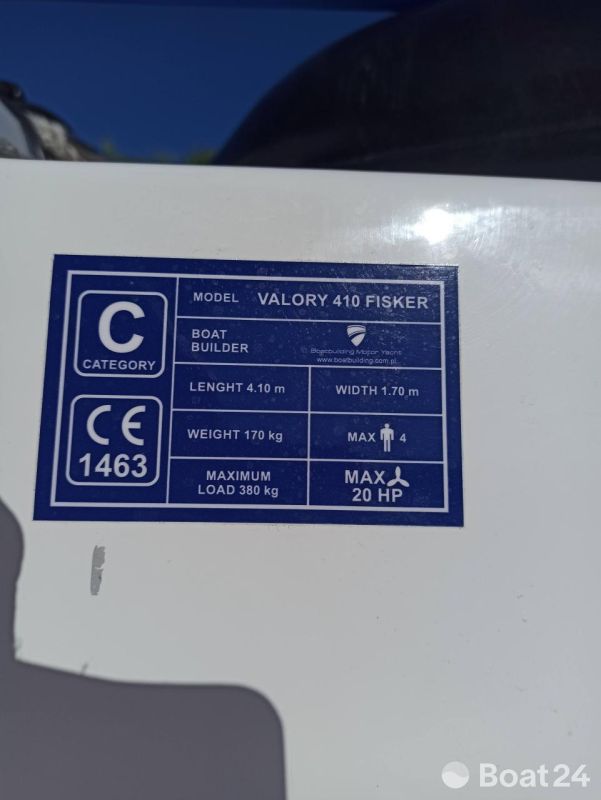 C
CATEGORY
CE
1463
MODEL VALORY 410 FISKER
BOAT
BUILDER
Boatbuilding Motor Yacht
www.boatbuilding.com.pl
LENGHT 4.10 m
WIDTH 1.70 m
WEIGHT 170 kg
MAX 4
MAXIMUM
LOAD 380 kg
MAX
20 HP
Boat24